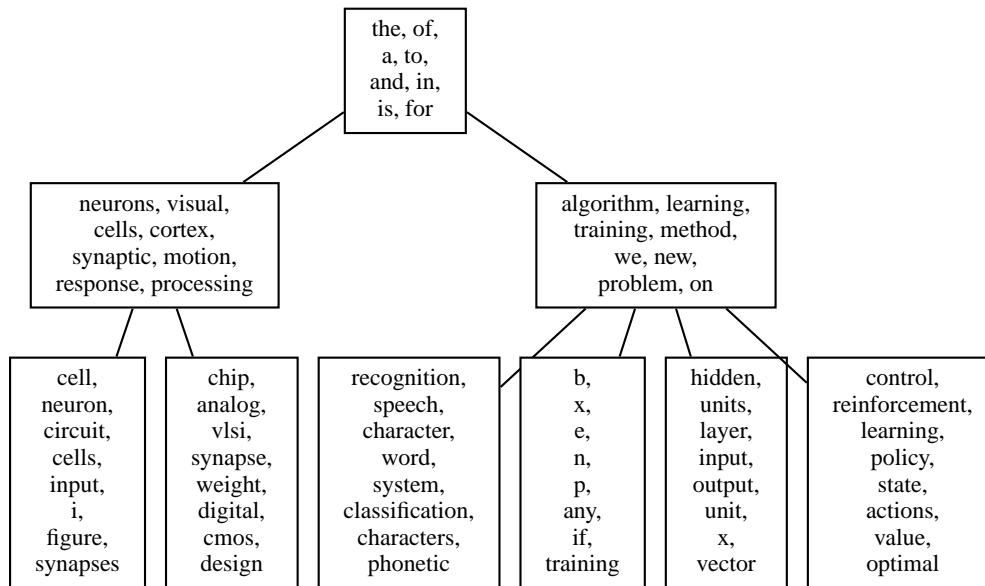 the, of,
a, to,
and, in,
is, for
neurons, visual,
cells, cortex,
synaptic, motion,
response, processing
algorithm, learning,
training, method,
we, new,
problem, on
cell,
neuron,
circuit,
cells,
input,
i,
figure,
synapses
chip,
analog,
vlsi,
synapse,
weight,
digital,
cmos,
design
recognition,
speech,
character,
word,
system,
classification,
characters,
phonetic
b,
x,
e,
n,
p,
any,
if,
training
hidden,
units,
layer,
input,
output,
unit,
x,
vector
control,
reinforcement,
learning,
policy,
state,
actions,
value,
optimal